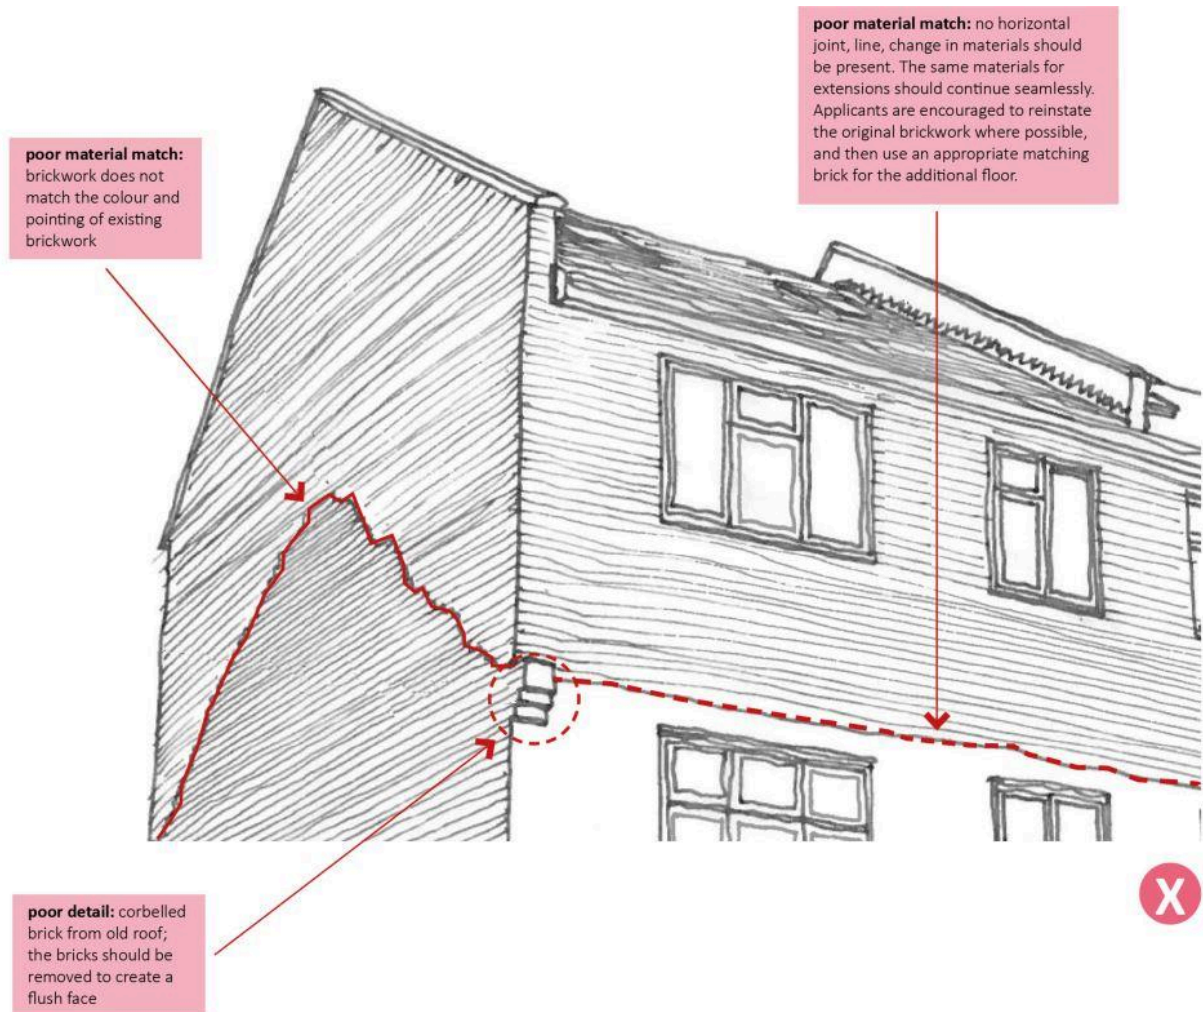 poor material match: no horizontal
joint, line, change in materials should
be present. The same materials for
extensions should continue seamlessly.
Applicants are encouraged to reinstate
the original brickwork where possible,
and then use an appropriate matching
brick for the additional floor.
poor material match:
brickwork does not
match the colour and
pointing of existing
brickwork
poor detail: corbelled
brick from old roof;
the bricks should be
removed to create a
flush face
X